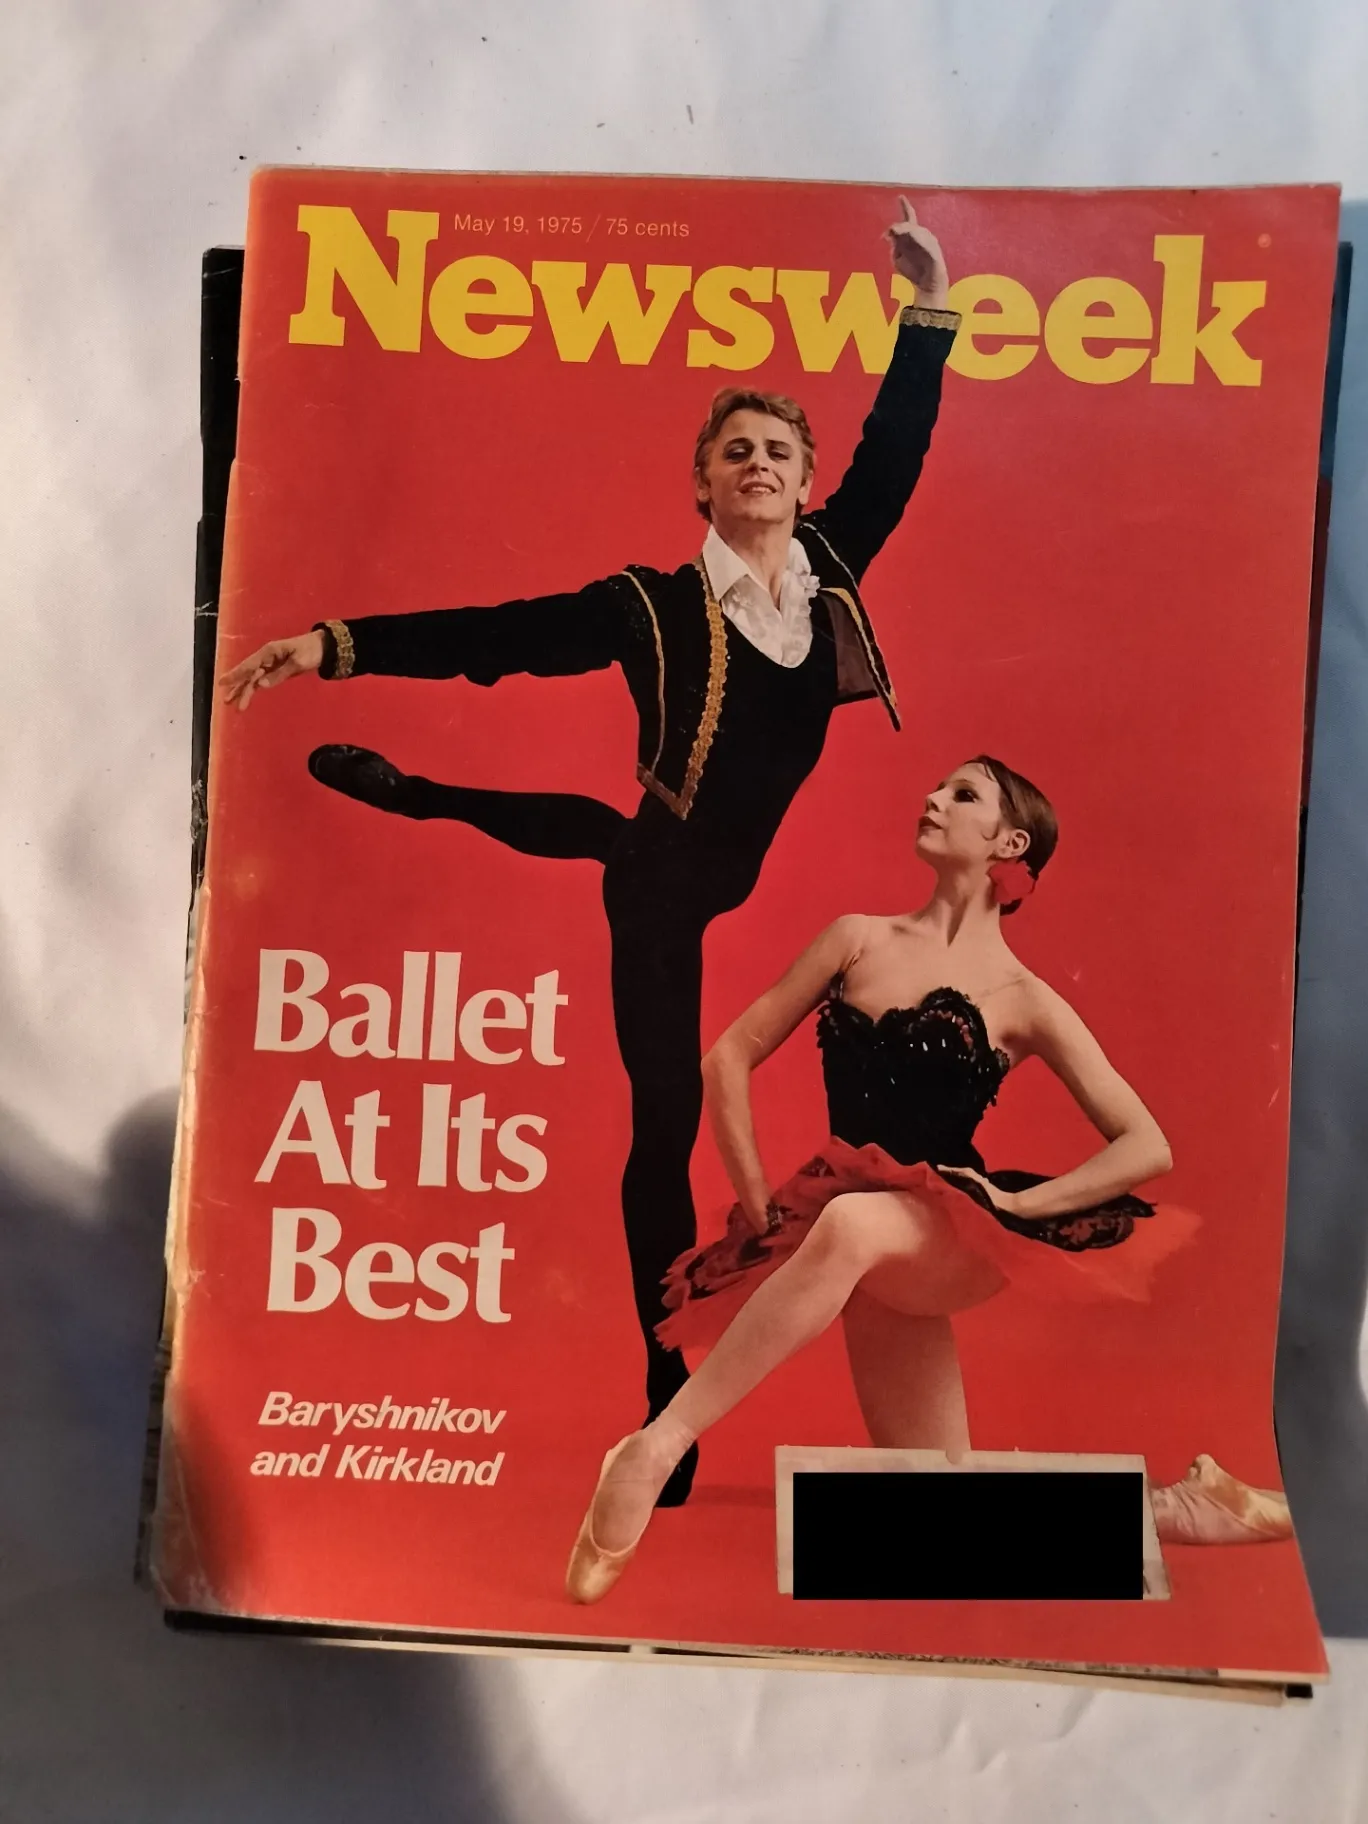 May 19, 1975 / 75 cents
Newsweek
Ballet
At Its
Best
Baryshnikov
and Kirkland